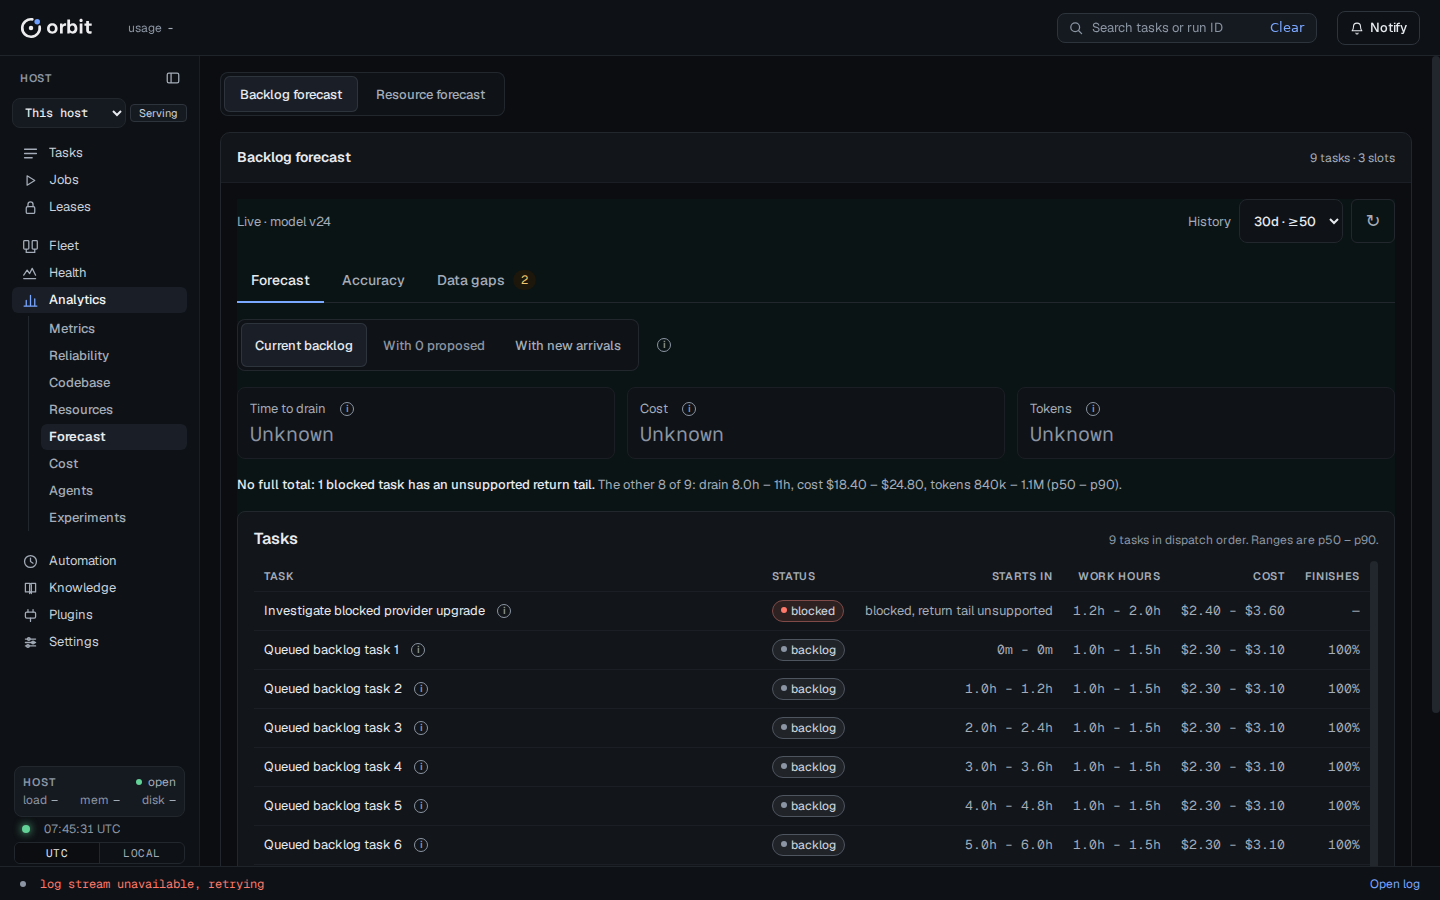 orbit
usage -
Search tasks or run ID
Clear
Notify
HOST
This host
Serving
Tasks
Jobs
Leases
Fleet
Health
Analytics
Metrics
Reliability
Codebase
Resources
Forecast
Cost
Agents
Experiments
Automation
Knowledge
Plugins
Settings
HOST
open
load –
mem –
disk –
07:45:31 UTC
UTC
LOCAL
Backlog forecast
Resource forecast
Backlog forecast
9 tasks · 3 slots
Live · model v24
History
30d · ≥50
Forecast
Accuracy
Data gaps 2
Current backlog
With 0 proposed
With new arrivals
Time to drain
Unknown
Cost
Unknown
Tokens
Unknown
No full total: 1 blocked task has an unsupported return tail. The other 8 of 9: drain 8.0h – 11h, cost $18.40 – $24.80, tokens 840k – 1.1M (p50 – p90).
Tasks
9 tasks in dispatch order. Ranges are p50 – p90.
TASK STATUS STARTS IN WORK HOURS COST FINISHES
Investigate blocked provider upgrade blocked blocked, return tail unsupported 1.2h – 2.0h $2.40 – $3.60 –
Queued backlog task 1 backlog 0m – 0m 1.0h – 1.5h $2.30 – $3.10 100%
Queued backlog task 2 backlog 1.0h – 1.2h 1.0h – 1.5h $2.30 – $3.10 100%
Queued backlog task 3 backlog 2.0h – 2.4h 1.0h – 1.5h $2.30 – $3.10 100%
Queued backlog task 4 backlog 3.0h – 3.6h 1.0h – 1.5h $2.30 – $3.10 100%
Queued backlog task 5 backlog 4.0h – 4.8h 1.0h – 1.5h $2.30 – $3.10 100%
Queued backlog task 6 backlog 5.0h – 6.0h 1.0h – 1.5h $2.30 – $3.10 100%
log stream unavailable, retrying
Open log